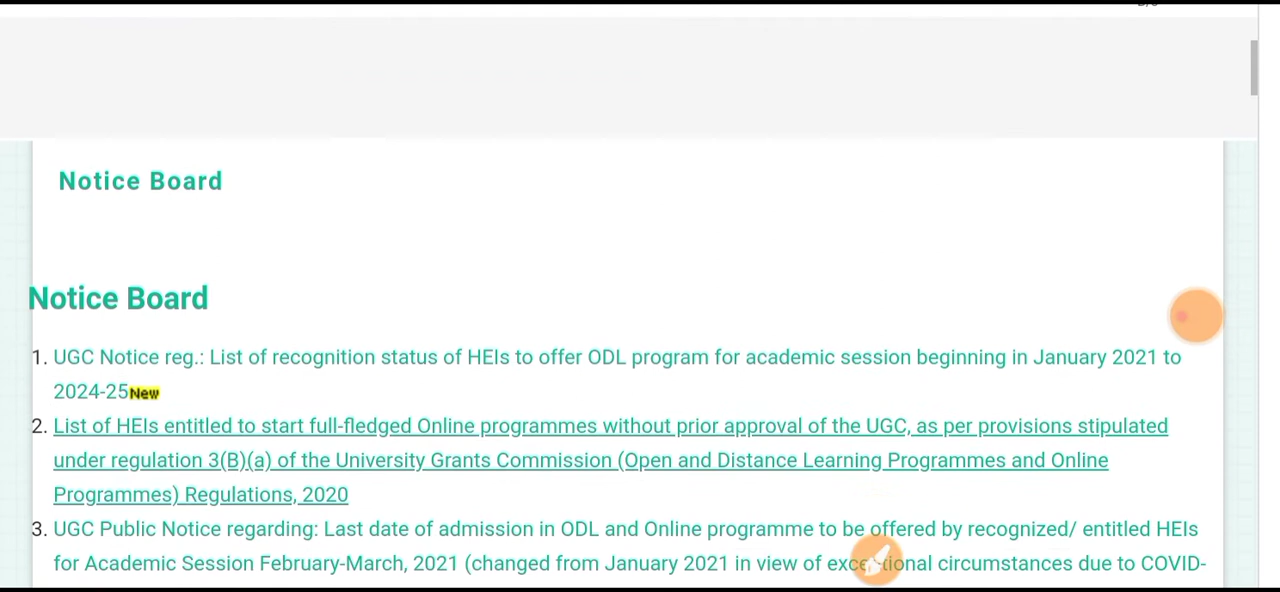 Notice Board
Notice Board
1. UGC Notice reg.: List of recognition status of HEIs to offer ODL program for academic session beginning in January 2021 to
2024-25 New
2. List of HEIs entitled to start full-fledged Online programmes without prior approval of the UGC, as per provisions stipulated
under regulation 3(B)(a) of the University Grants Commission (Open and Distance Learning Programmes and Online
Programmes) Regulations, 2020
3. UGC Public Notice regarding: Last date of admission in ODL and Online programme to be offered by recognized/ entitled HEIs
for Academic Session February-March, 2021 (changed from January 2021 in view of exceptional circumstances due to COVID-